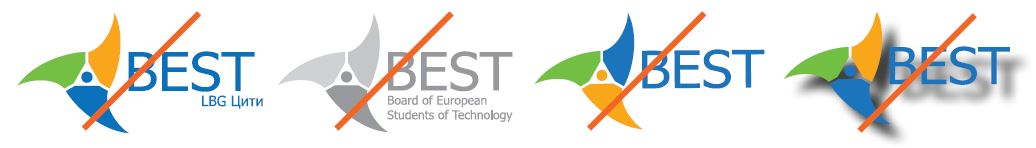 BEST
LBG Цити
BEST
Board of European
Students of Technology
BEST
BEST